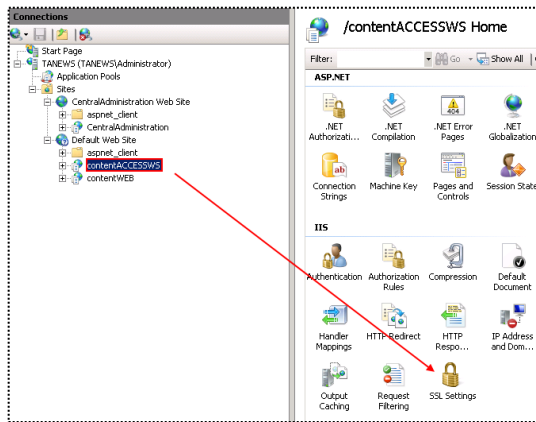 Connections
Start Page
TANEWS (TANEWS\Administrator)
Application Pools
Sites
CentralAdministration Web Site
aspnet_client
CentralAdministration
Default Web Site
aspnet_client
contentACCESSWS
contentWEB
/contentACCESSWS Home
Filter: Go Show All
ASP.NET
.NET Authorizati... .NET Compilation .NET Error Pages .NET Globalization
Connection Strings Machine Key Pages and Controls Session State
IIS
Authentication Authorization Rules Compression Default Document
Handler Mappings HTTP Redirect HTTP Respo... IP Address and Dom...
Output Caching Request Filtering SSL Settings